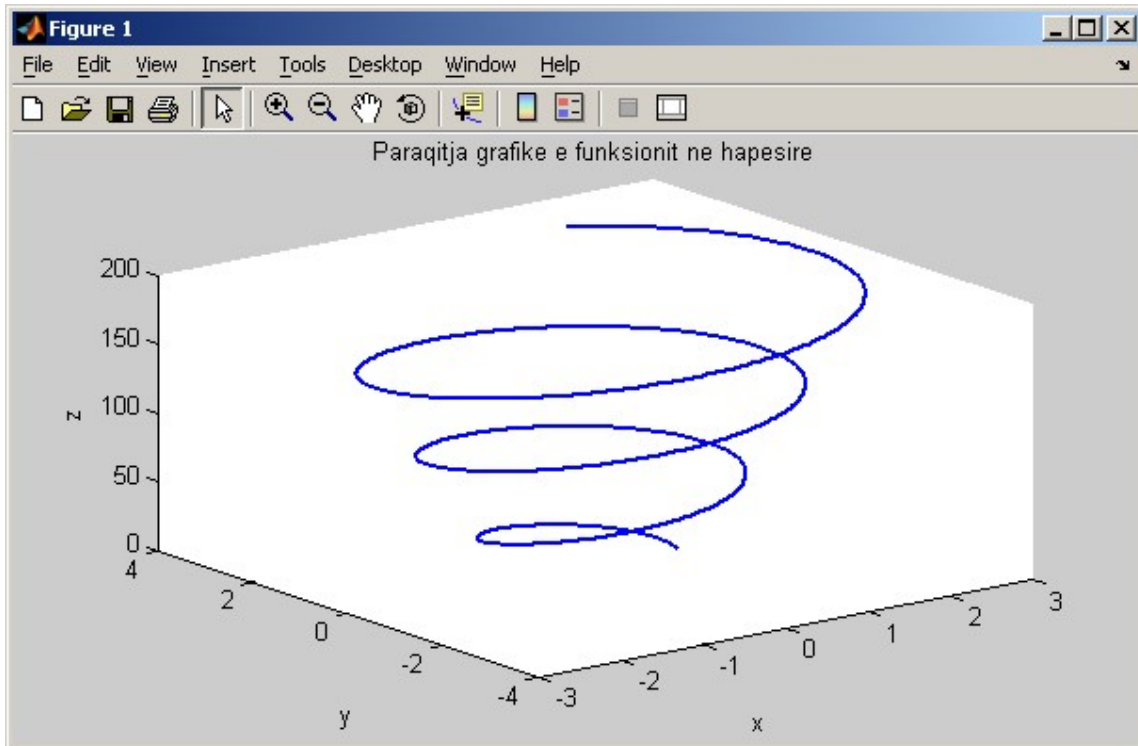 Figure 1
File Edit View Insert Tools Desktop Window Help
Paraqitja grafike e funksionit ne hapesire
200
150
100
50
0
z
4
2
0
-2
-4
y
-3
-2
-1
0
1
2
3
x